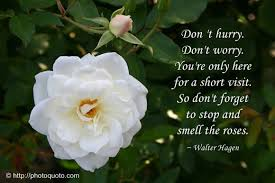 Don 't hurry.
Don't worry.
You're only here
for a short visit.
So don't forget
to stop and
smell the roses.
~ Walter Hagen
© http://photoquoto.com